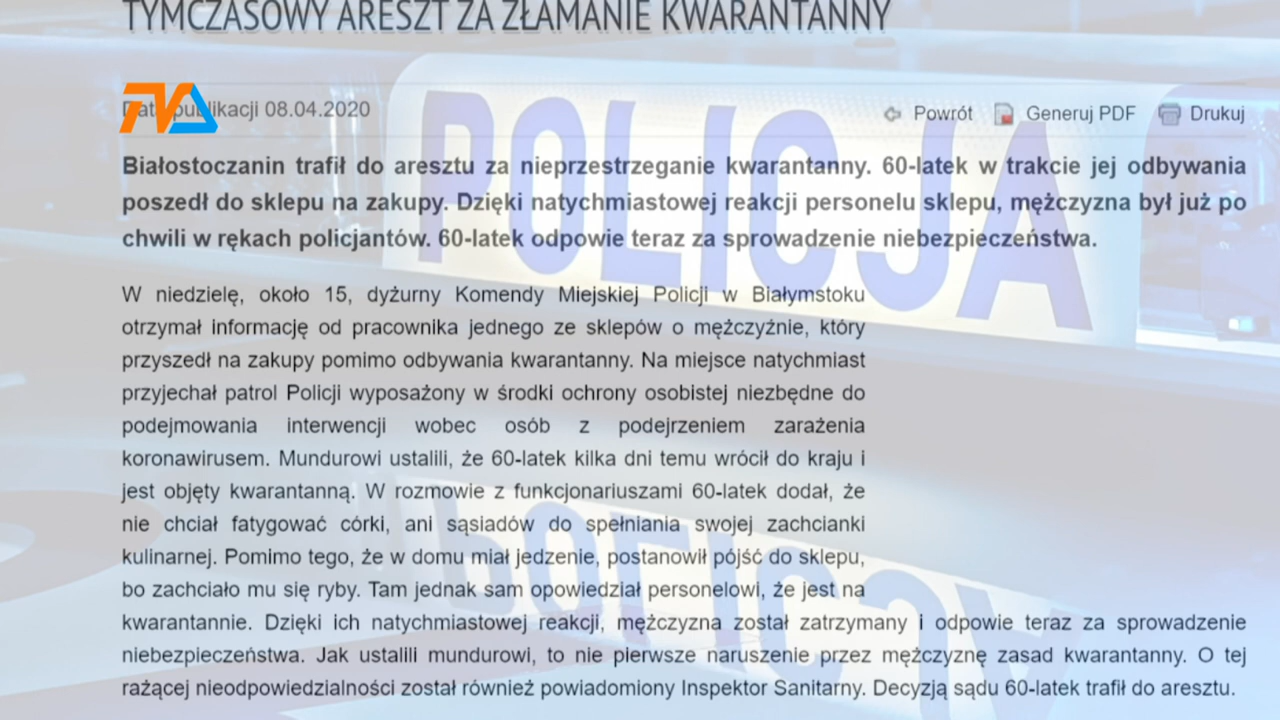 TYMCZASOWY ARESZT ZA ZŁAMANIE KWARANTANNY
TVA
Data publikacji 08.04.2020
Powrót Generuj PDF Drukuj
POLICJA
Białostoczanin trafił do aresztu za nieprzestrzeganie kwarantanny. 60-latek w trakcie jej odbywania
poszedł do sklepu na zakupy. Dzięki natychmiastowej reakcji personelu sklepu, mężczyzna był już po
chwili w rękach policjantów. 60-latek odpowie teraz za sprowadzenie niebezpieczeństwa.
W niedzielę, około 15, dyżurny Komendy Miejskiej Policji w Białymstoku
otrzymał informację od pracownika jednego ze sklepów o mężczyźnie, który
przyszedł na zakupy pomimo odbywania kwarantanny. Na miejsce natychmiast
przyjechał patrol Policji wyposażony w środki ochrony osobistej niezbędne do
podejmowania interwencji wobec osób z podejrzeniem zarażenia
koronawirusem. Mundurowi ustalili, że 60-latek kilka dni temu wrócił do kraju i
jest objęty kwarantanną. W rozmowie z funkcjonariuszami 60-latek dodał, że
nie chciał fatygować córki, ani sąsiadów do spełniania swojej zachcianki
kulinarnej. Pomimo tego, że w domu miał jedzenie, postanowił pójść do sklepu,
bo zachciało mu się ryby. Tam jednak sam opowiedział personelowi, że jest na
kwarantannie. Dzięki ich natychmiastowej reakcji, mężczyzna został zatrzymany i odpowie teraz za sprowadzenie
niebezpieczeństwa. Jak ustalili mundurowi, to nie pierwsze naruszenie przez mężczyznę zasad kwarantanny. O tej
rażącej nieodpowiedzialności został również powiadomiony Inspektor Sanitarny. Decyzją sądu 60-latek trafił do aresztu.